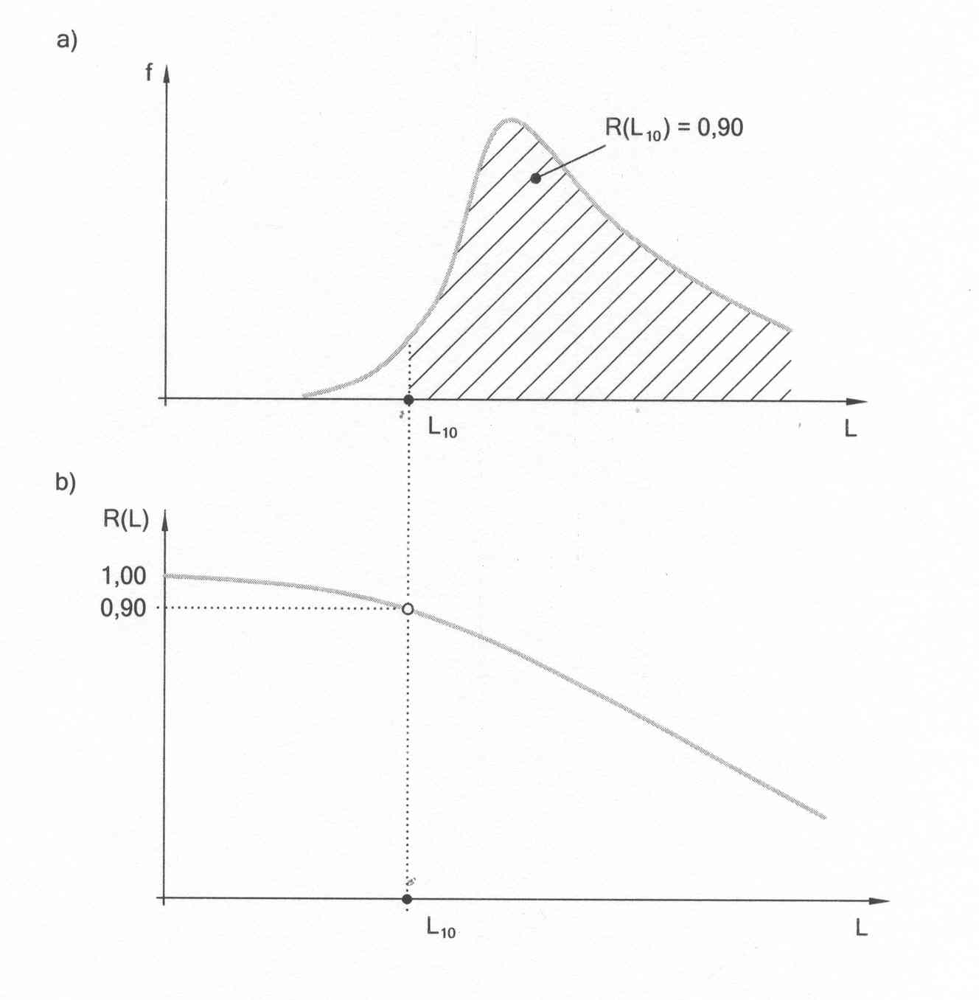 a)
f
R(L₁₀) = 0,90
L₁₀
L
b)
R(L)
1,00
0,90
L₁₀
L